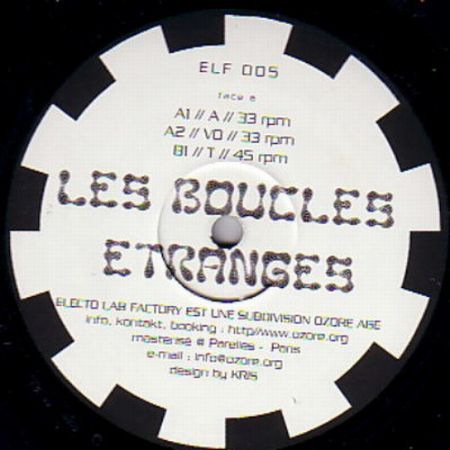 ELF 005
face a
A1 // A // 33 rpm
A2 // VO // 33 rpm
B1 // T // 45 rpm
LES BOUCLES
ETRANGES
ELECTO LAB FACTORY EST UNE SUBDIVISION OZORE AGE
info, kontakt, booking : http//www.ozore.org
masterisé @ Parelies - Paris
e-mail : info@ozore.org
design by KRIS